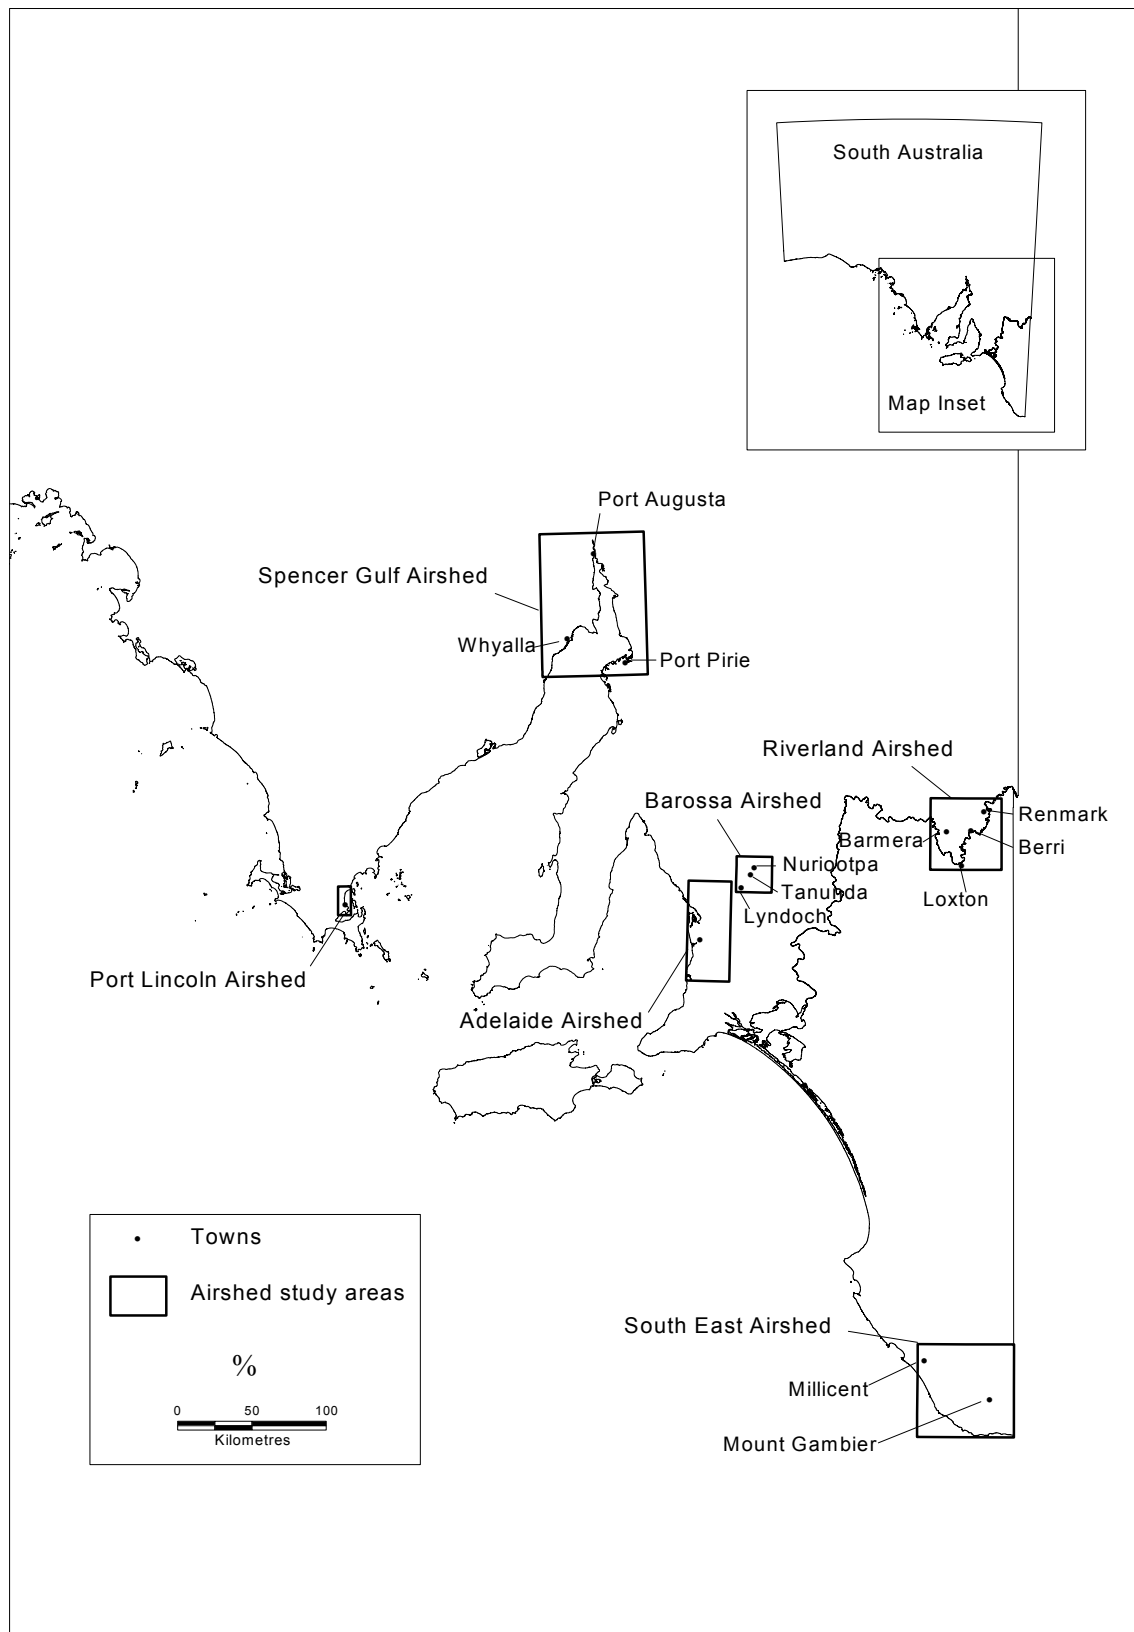 South Australia
Map Inset
Port Augusta
Spencer Gulf Airshed
Whyalla
Port Pirie
Riverland Airshed
Barossa Airshed
Renmark
Barmera
Berri
Nuriootpa
Tanunda
Loxton
Lyndoch
Port Lincoln Airshed
Adelaide Airshed
Towns
Airshed study areas
%
0 50 100
Kilometres
South East Airshed
Millicent
Mount Gambier